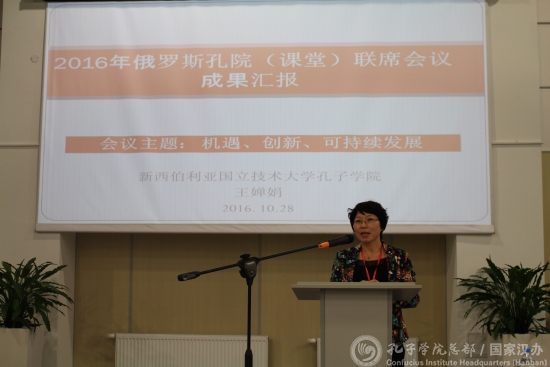 2016年俄罗斯孔院（课堂）联席会议
成果汇报
会议主题：机遇、创新、可持续发展
新西伯利亚国立技术大学孔子学院
王婵娟
2016.10.28
孔子学院总部/国家汉办
Confucius Institute Headquarters (Hanban)